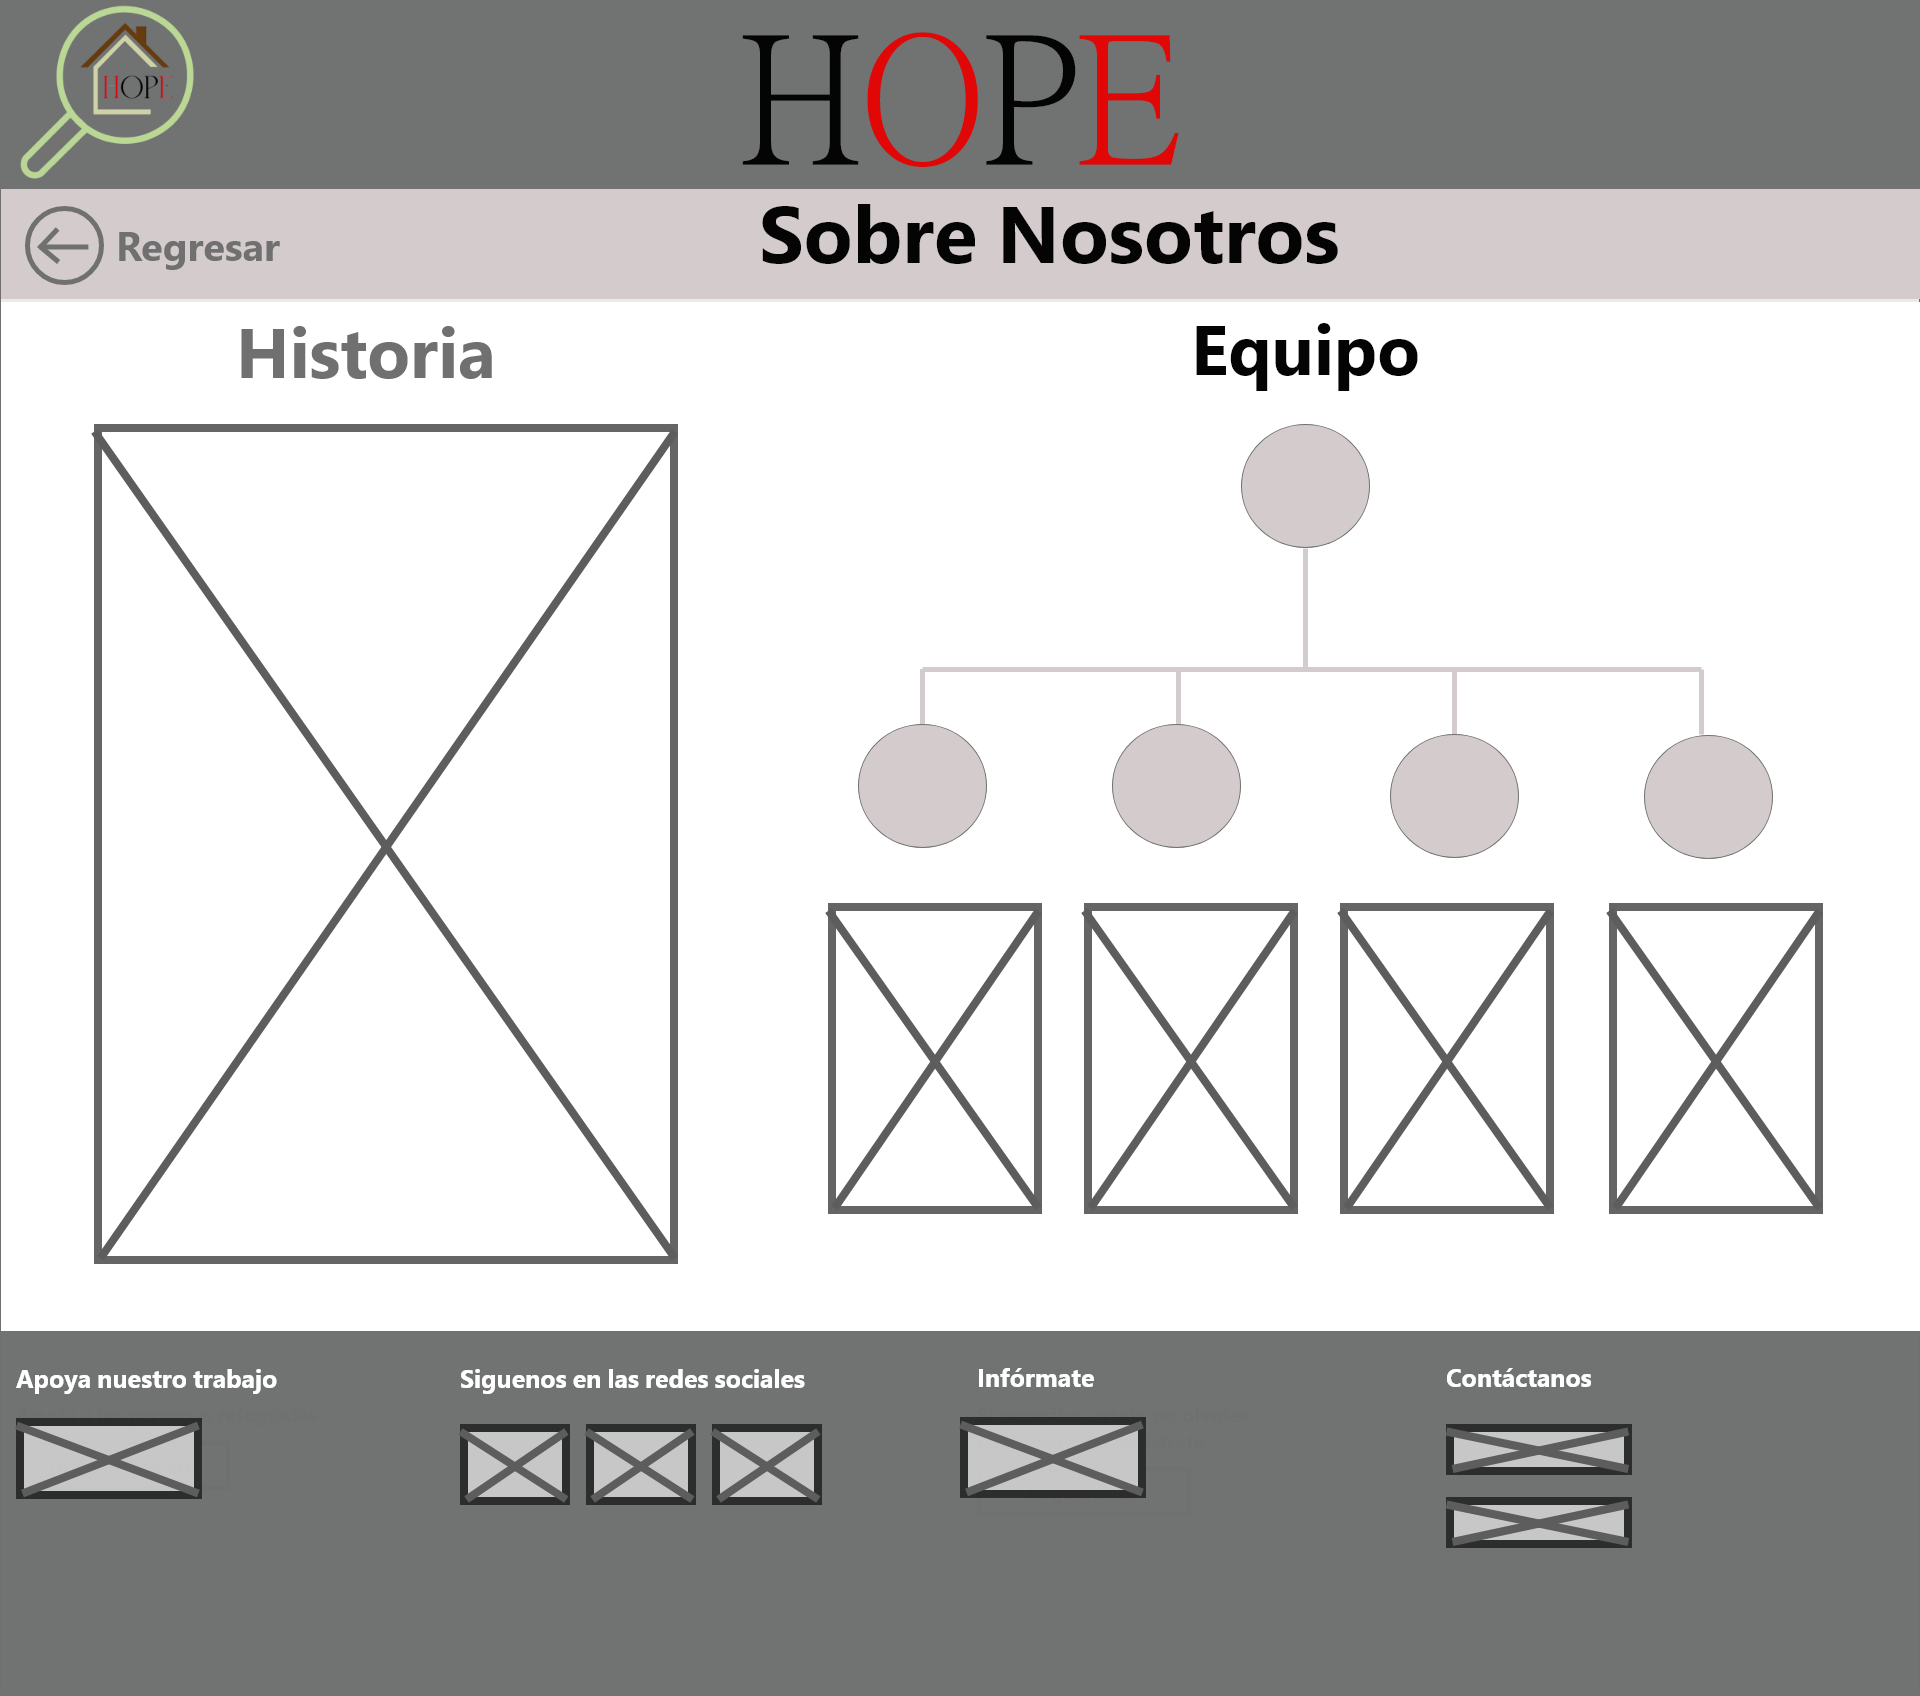 HOPE
HOPE
Regresar
Sobre Nosotros
Historia
Equipo
Apoya nuestro trabajo
Siguenos en las redes sociales
Infórmate
Contáctanos